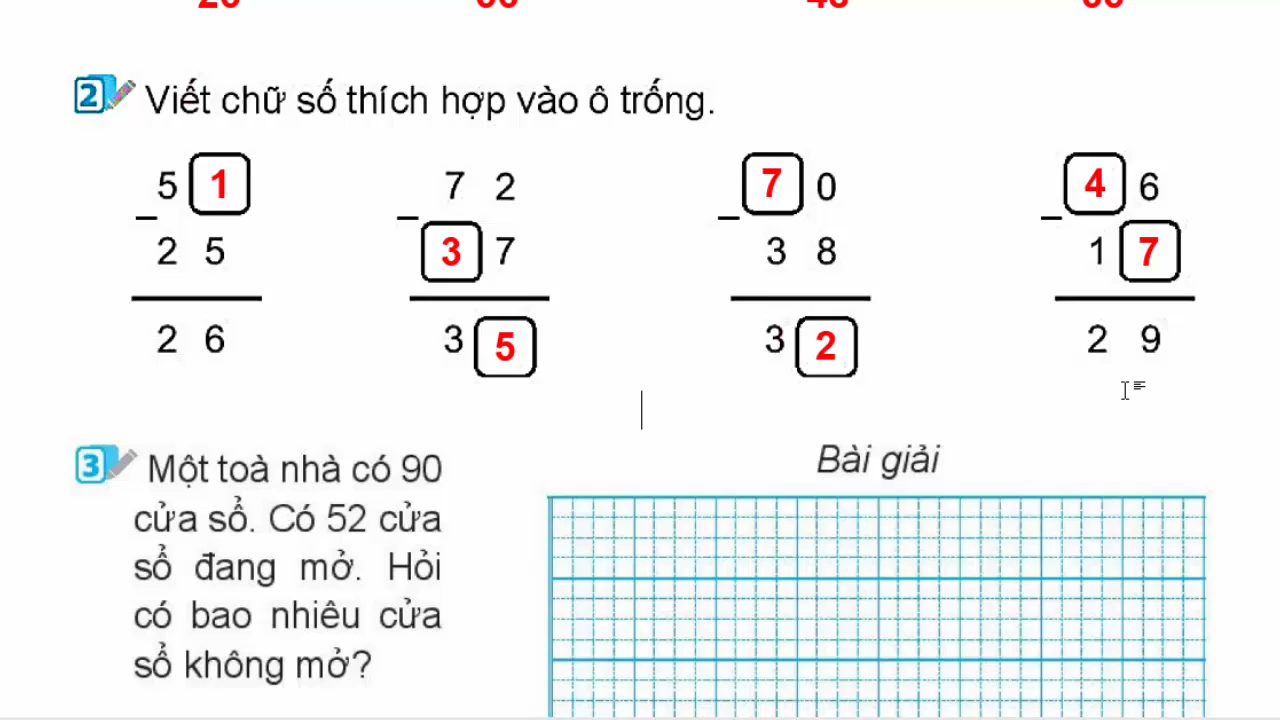 2 Viết chữ số thích hợp vào ô trống.
5 1 7 2 7 0 4 6
– – – –
2 5 3 7 3 8 1 7
2 6 3 5 3 2 2 9
3 Một toà nhà có 90
cửa sổ. Có 52 cửa
sổ đang mở. Hỏi
có bao nhiêu cửa
sổ không mở?
Bài giải